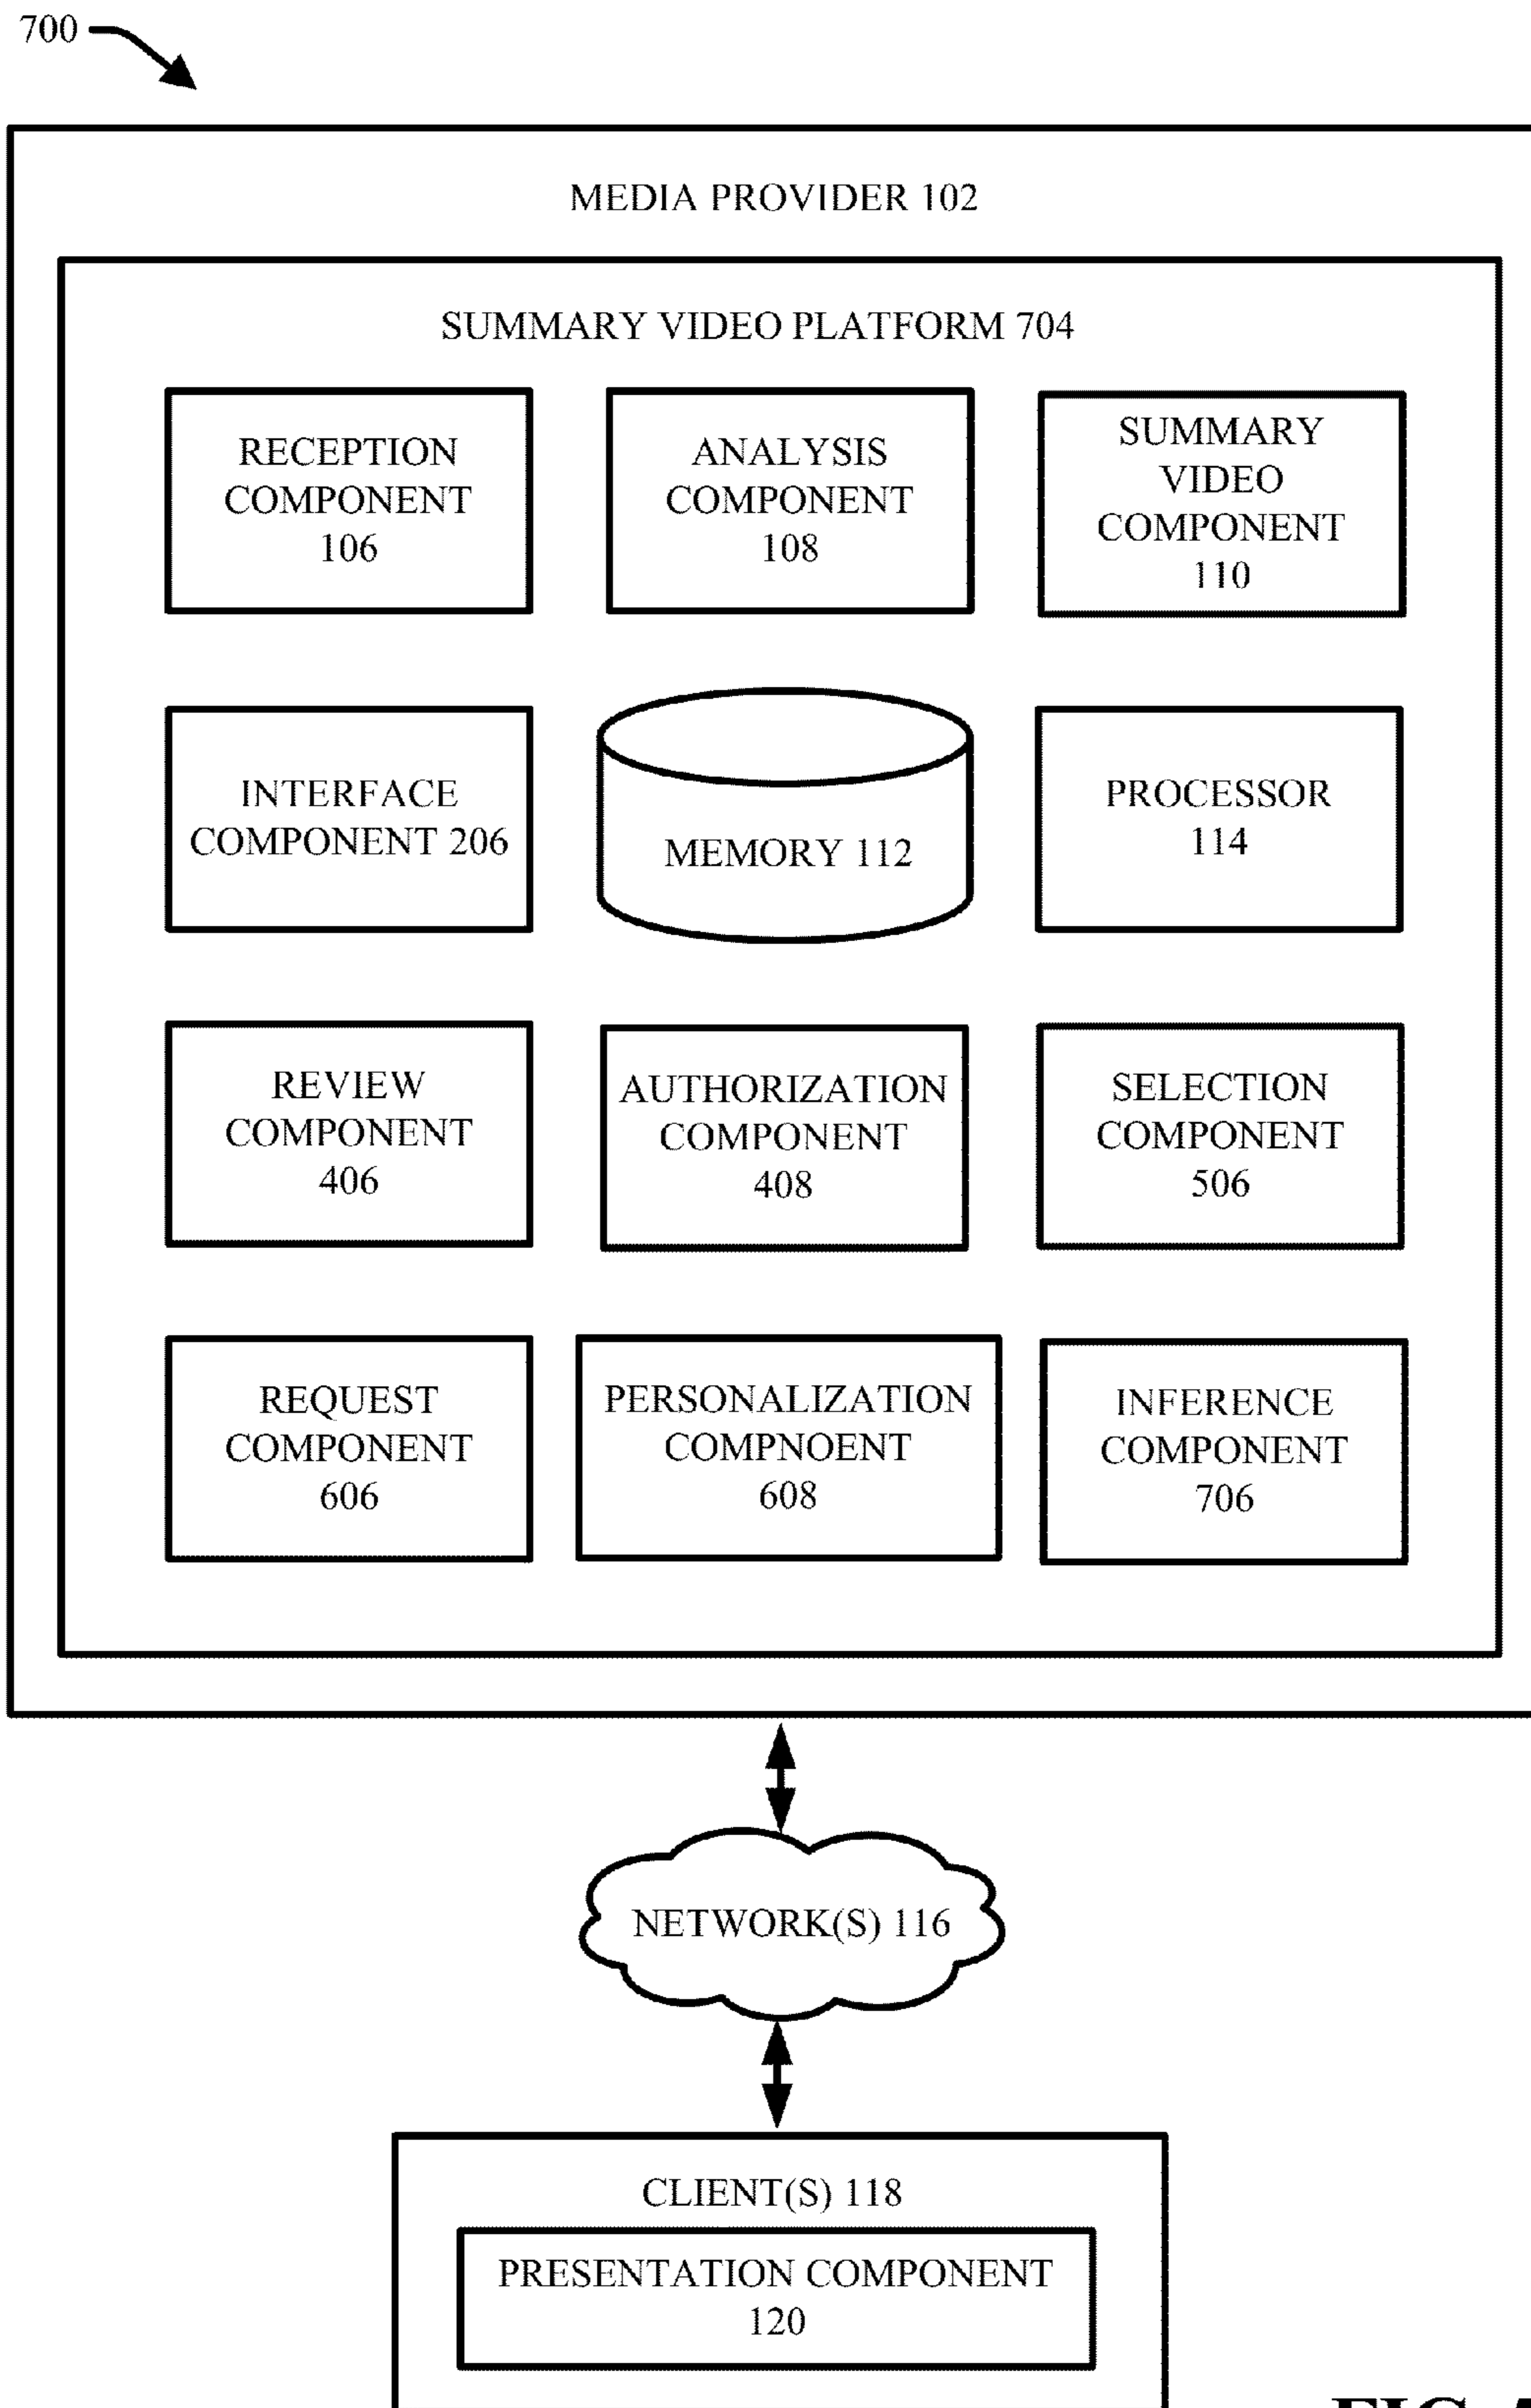 700
MEDIA PROVIDER 102
SUMMARY VIDEO PLATFORM 704
RECEPTION
COMPONENT
106
ANALYSIS
COMPONENT
108
SUMMARY
VIDEO
COMPONENT
110
INTERFACE
COMPONENT 206
MEMORY 112
PROCESSOR
114
REVIEW
COMPONENT
406
AUTHORIZATION
COMPONENT
408
SELECTION
COMPONENT
506
REQUEST
COMPONENT
606
PERSONALIZATION
COMPNOENT
608
INFERENCE
COMPONENT
706
NETWORK(S) 116
CLIENT(S) 118
PRESENTATION COMPONENT
120